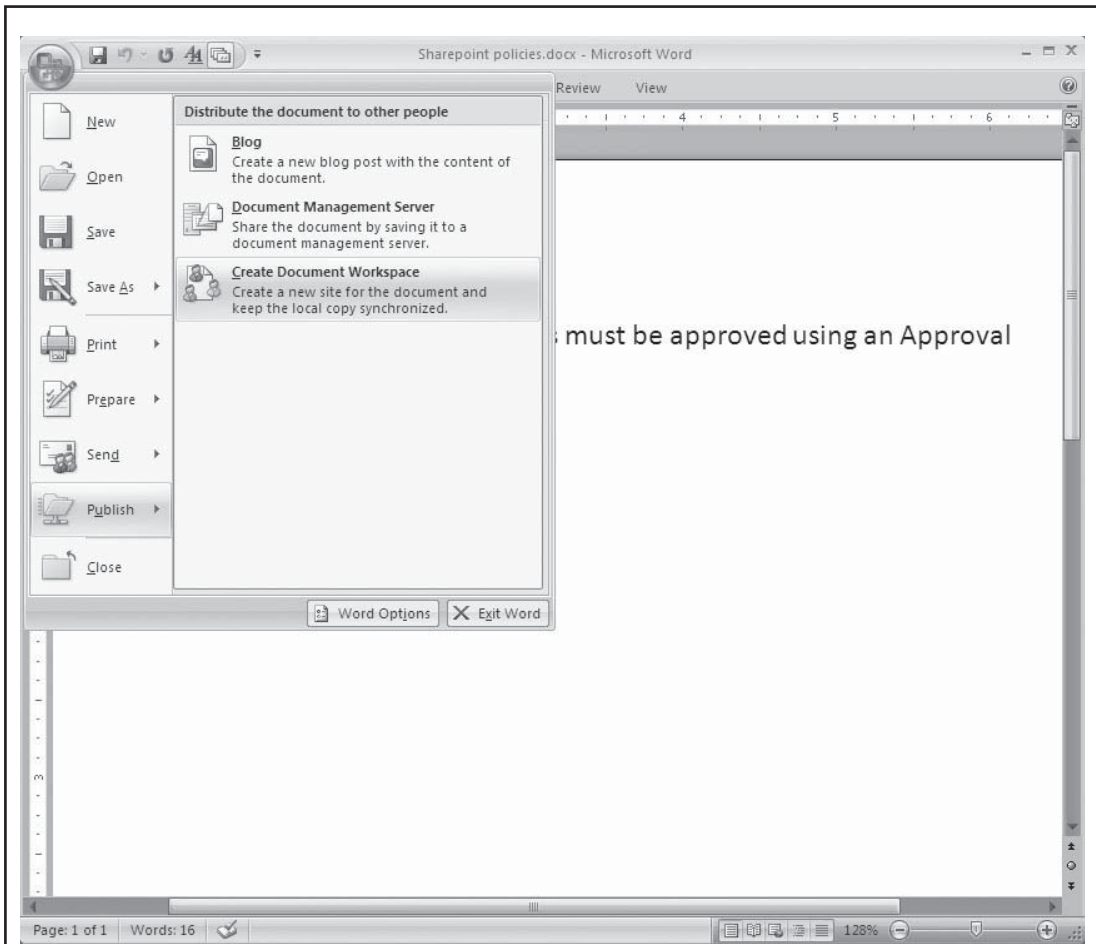 Sharepoint policies.docx - Microsoft Word
Review View
New
Open
Save
Save As
Print
Prepare
Send
Publish
Close
Distribute the document to other people
Blog
Create a new blog post with the content of
the document.
Document Management Server
Share the document by saving it to a
document management server.
Create Document Workspace
Create a new site for the document and
keep the local copy synchronized.
Word Options Exit Word
4 5 6
must be approved using an Approval
3
Page: 1 of 1 Words: 16 128%